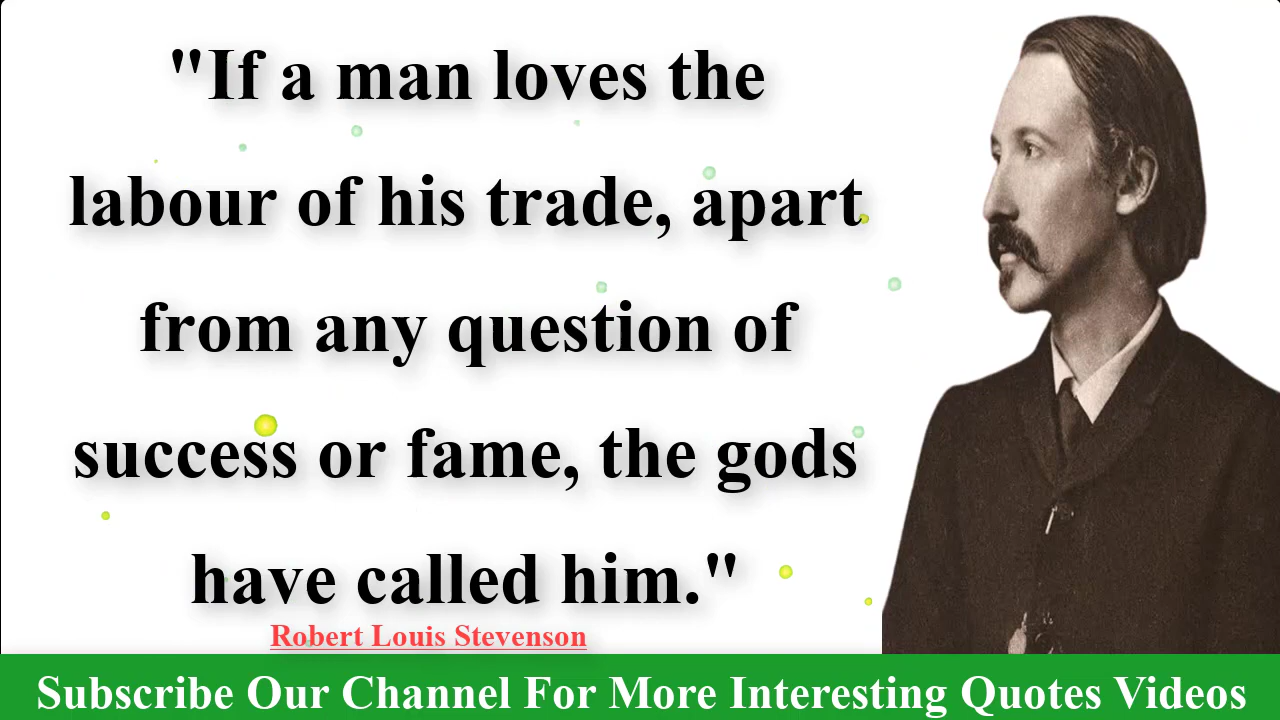 "If a man loves the
labour of his trade, apart
from any question of
success or fame, the gods
have called him."
Robert Louis Stevenson
Subscribe Our Channel For More Interesting Quotes Videos